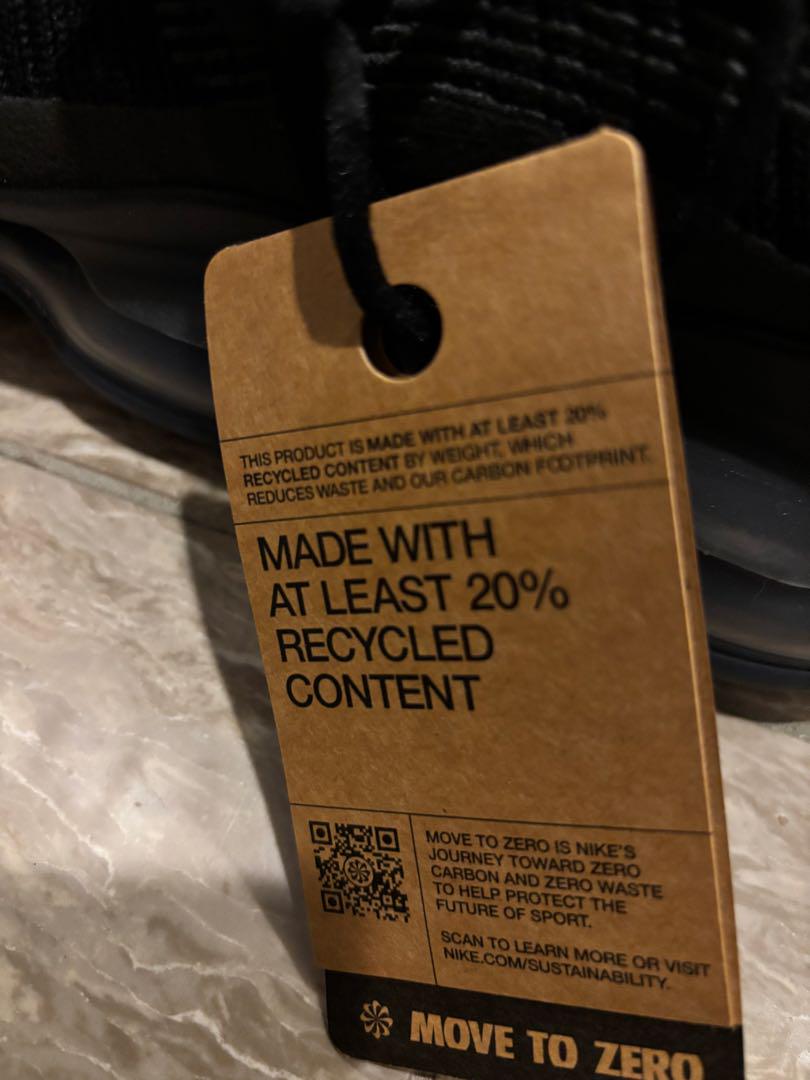 THIS PRODUCT IS MADE WITH AT LEAST 20%
RECYCLED CONTENT BY WEIGHT, WHICH
REDUCES WASTE AND OUR CARBON FOOTPRINT.
MADE WITH
AT LEAST 20%
RECYCLED
CONTENT
MOVE TO ZERO IS NIKE'S
JOURNEY TOWARD ZERO
CARBON AND ZERO WASTE
TO HELP PROTECT THE
FUTURE OF SPORT.
SCAN TO LEARN MORE OR VISIT
NIKE.COM/SUSTAINABILITY.
MOVE TO ZERO